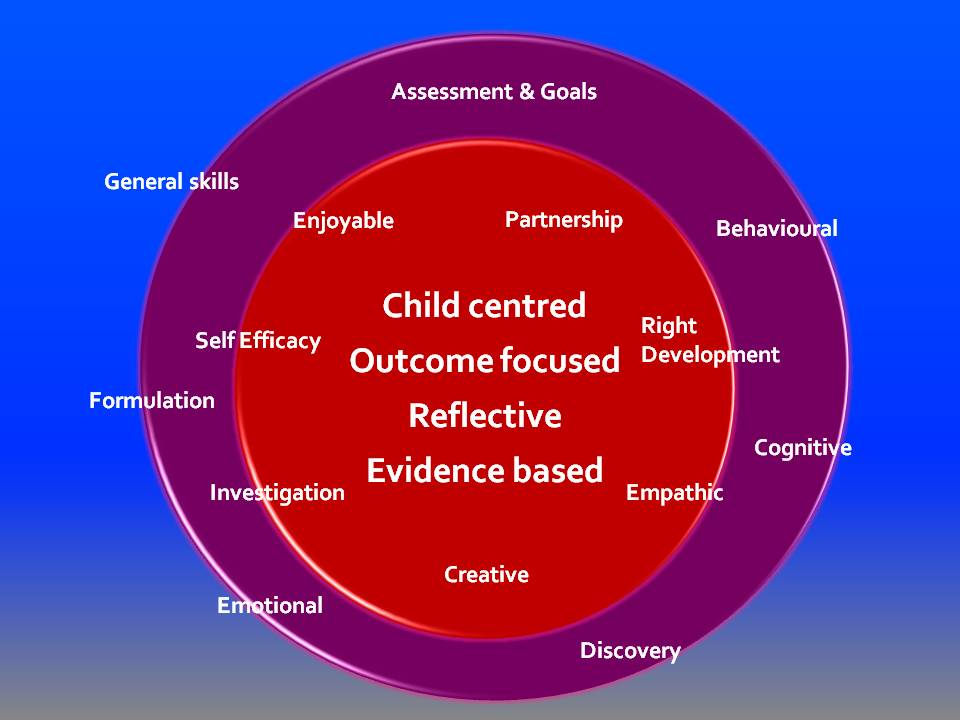 Assessment & Goals
General skills
Enjoyable
Partnership
Behavioural
Child centred
Right
Development
Self Efficacy
Outcome focused
Formulation
Reflective
Cognitive
Evidence based
Investigation
Empathic
Creative
Emotional
Discovery